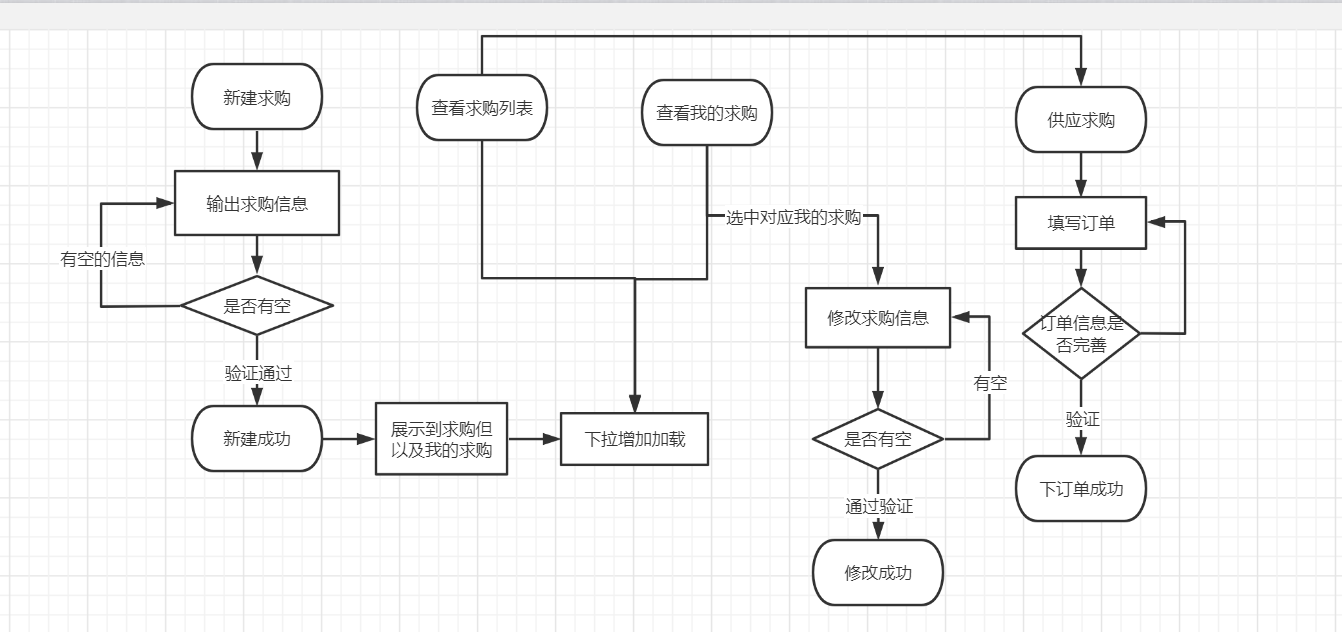 新建求购
查看求购列表
查看我的求购
供应求购
输出求购信息
选中对应我的求购
填写订单
有空的信息
是否有空
修改求购信息
订单信息是
否完善
验证通过
有空
新建成功
展示到求购但
以及我的求购
下拉增加加载
是否有空
验证
通过验证
下订单成功
修改成功